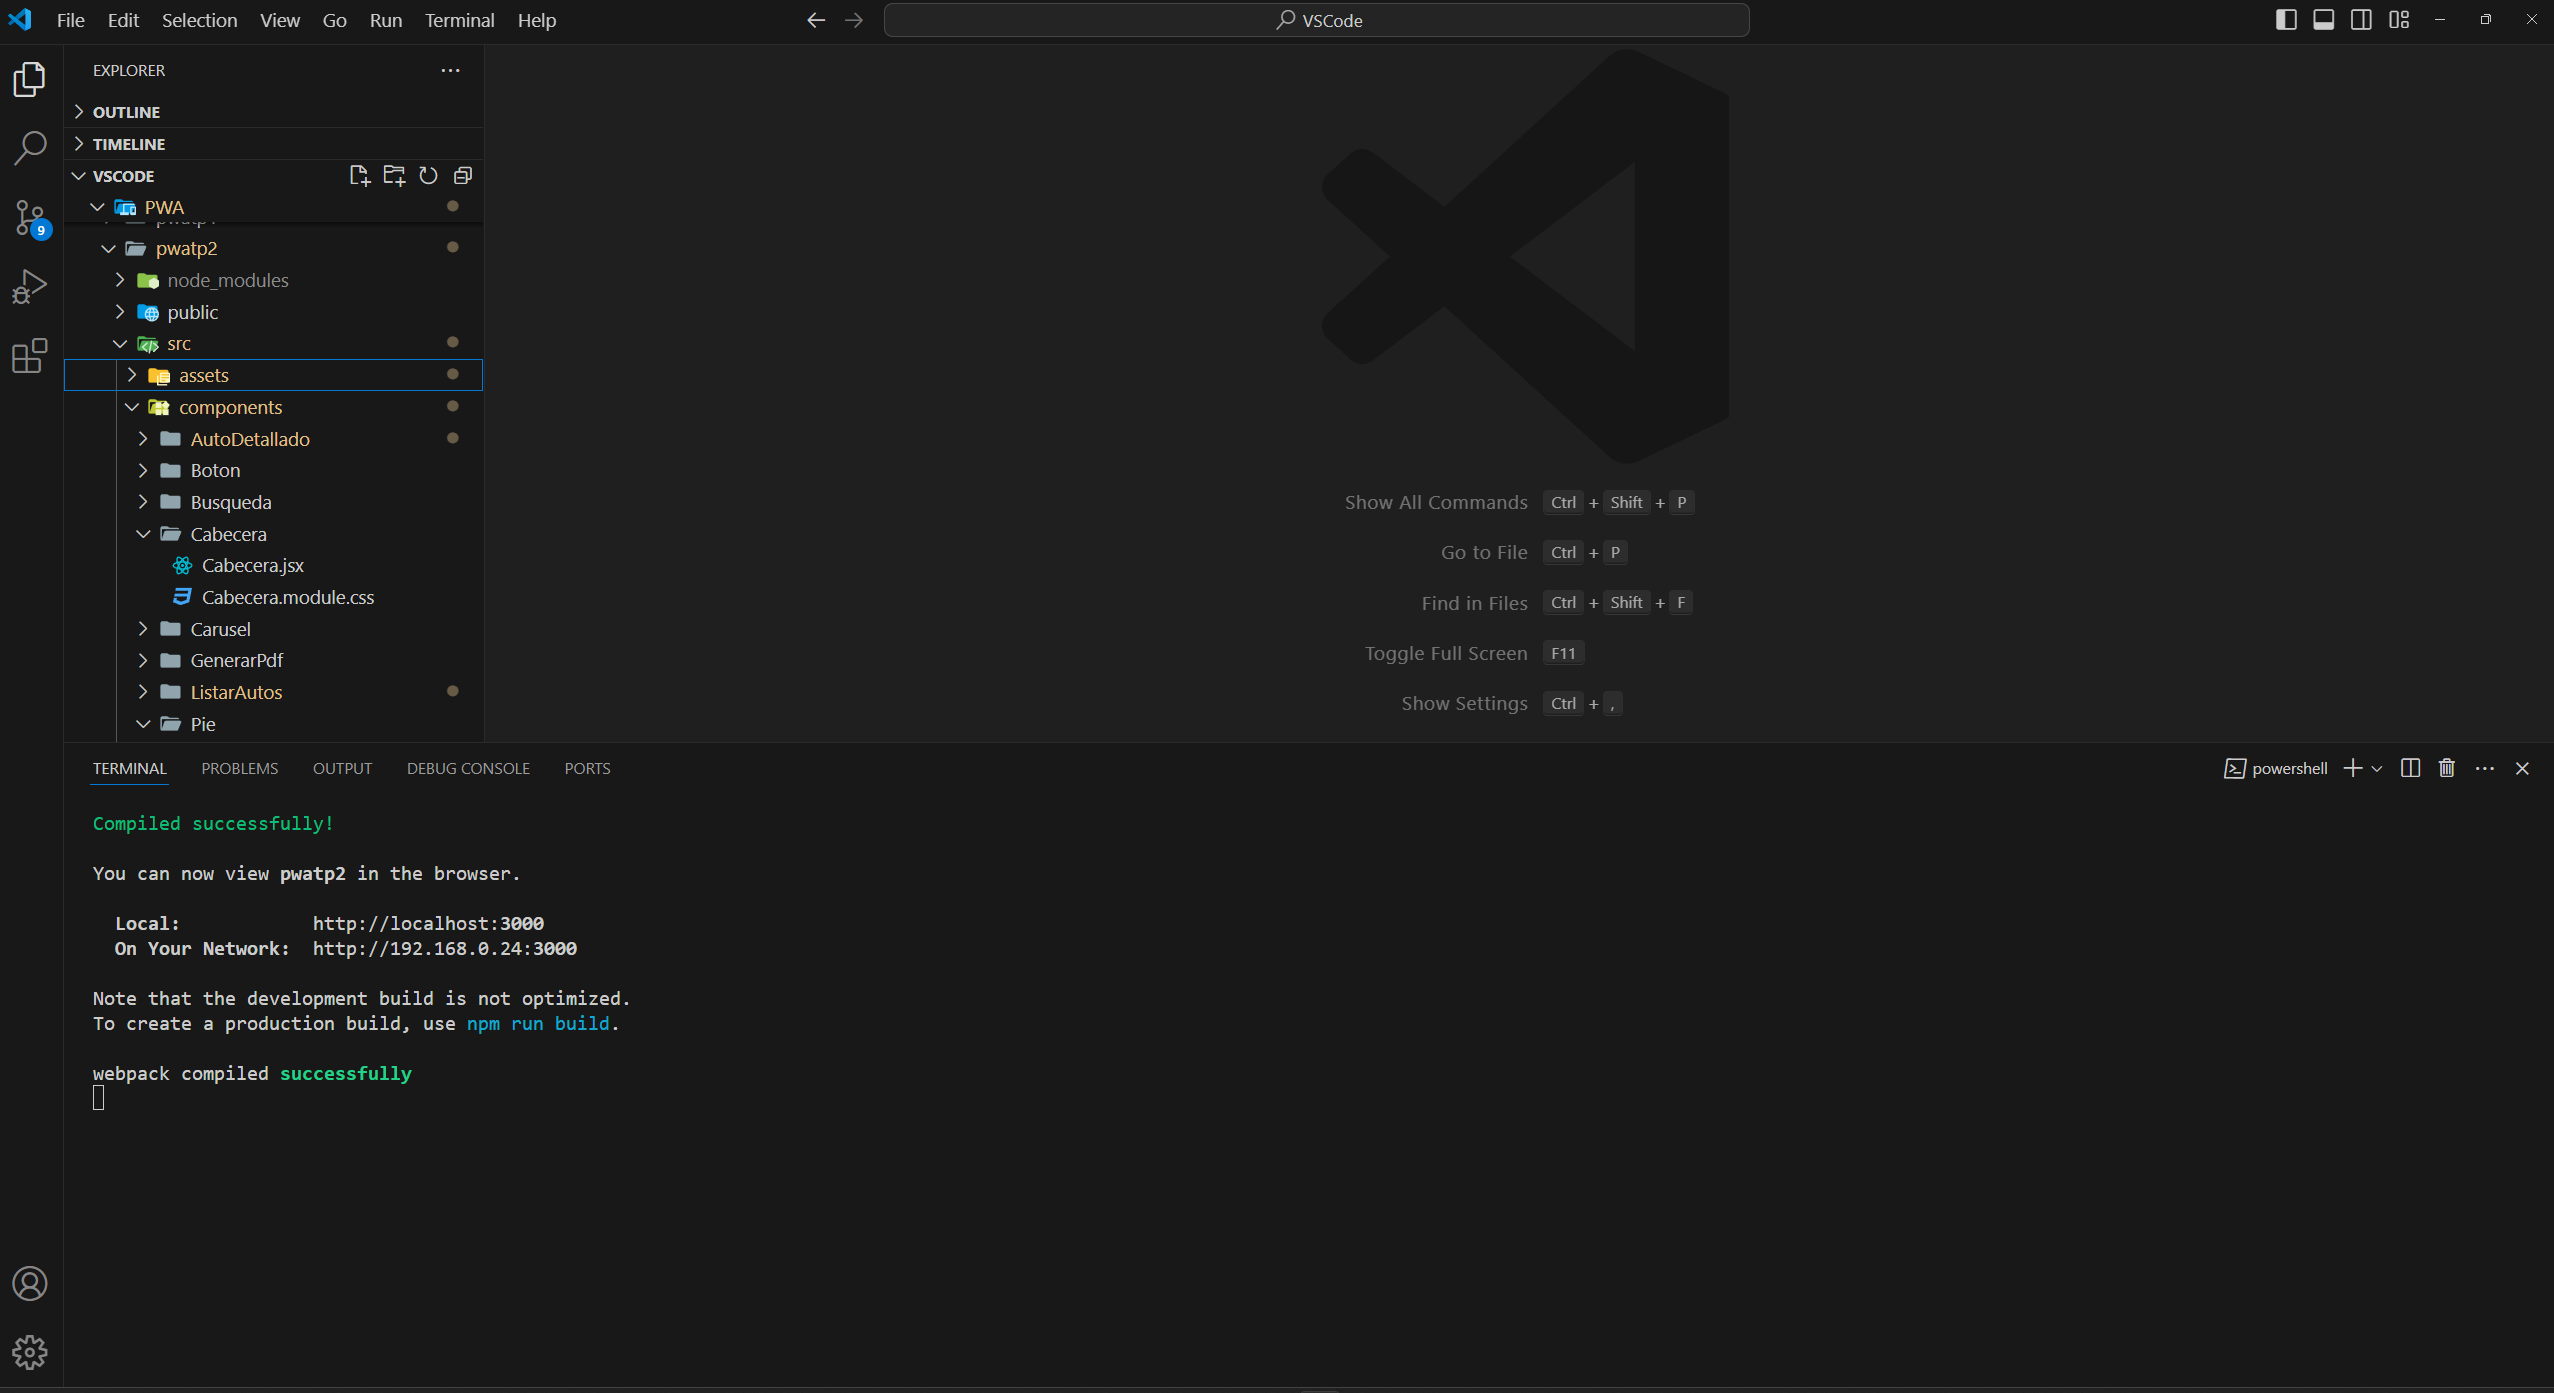 File Edit Selection View Go Run Terminal Help
VSCode
EXPLORER
OUTLINE
TIMELINE
VSCODE
PWA
pwatp2
node_modules
public
src
assets
components
AutoDetallado
Boton
Busqueda
Cabecera
Cabecera.jsx
Cabecera.module.css
Carusel
GenerarPdf
ListarAutos
Pie
9
Show All Commands Ctrl + Shift + P
Go to File Ctrl + P
Find in Files Ctrl + Shift + F
Toggle Full Screen F11
Show Settings Ctrl + ,
TERMINAL PROBLEMS OUTPUT DEBUG CONSOLE PORTS
powershell
Compiled successfully!
You can now view pwatp2 in the browser.
Local: http://localhost:3000
On Your Network: http://192.168.0.24:3000
Note that the development build is not optimized.
To create a production build, use npm run build.
webpack compiled successfully